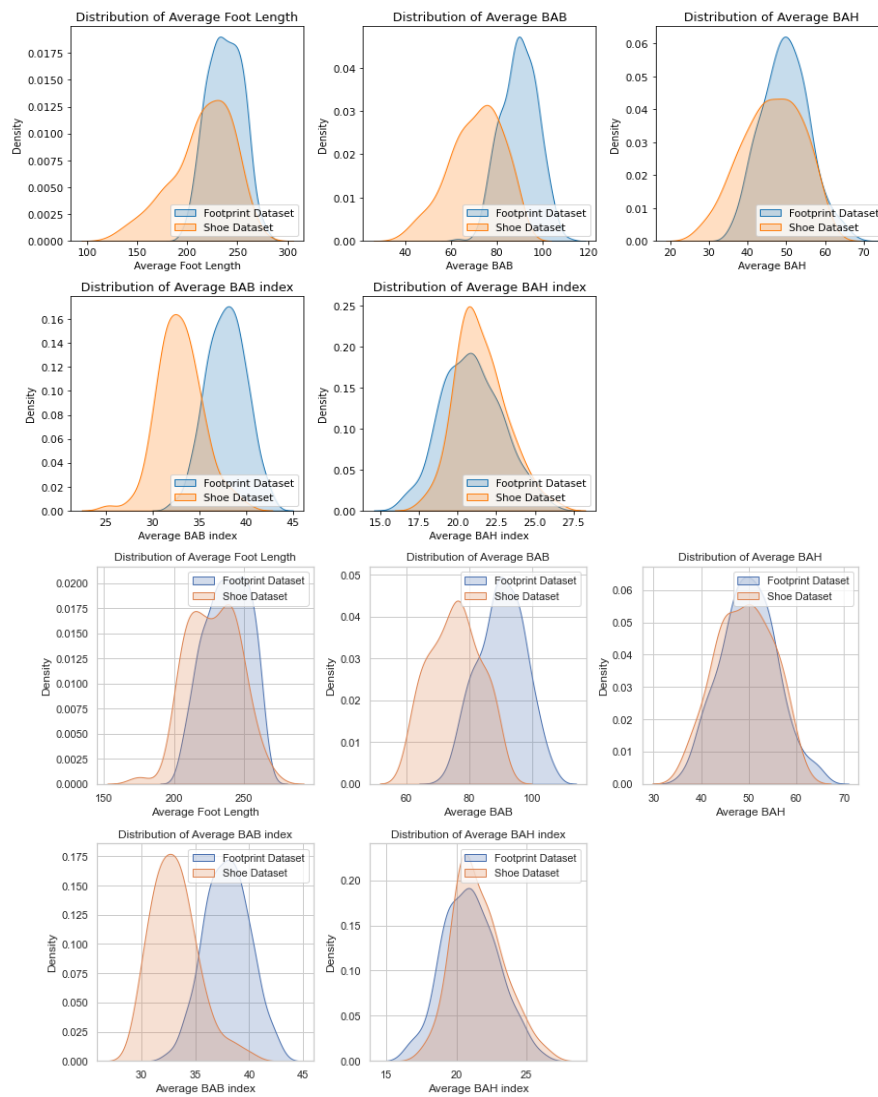 Distribution of Average Foot Length
0.0175
0.0150
0.0125
0.0100
0.0075
0.0050
0.0025
0.0000
Density
Footprint Dataset
Shoe Dataset
100 150 200 250 300
Average Foot Length
Distribution of Average BAB
0.04
0.03
0.02
0.01
0.00
Density
Footprint Dataset
Shoe Dataset
40 60 80 100 120
Average BAB
Distribution of Average BAH
0.06
0.05
0.04
0.03
0.02
0.01
0.00
Density
Footprint Dataset
Shoe Dataset
20 30 40 50 60 70
Average BAH
Distribution of Average BAB index
0.16
0.14
0.12
0.10
0.08
0.06
0.04
0.02
0.00
Density
Footprint Dataset
Shoe Dataset
25 30 35 40 45
Average BAB index
Distribution of Average BAH index
0.25
0.20
0.15
0.10
0.05
0.00
Density
Footprint Dataset
Shoe Dataset
15.0 17.5 20.0 22.5 25.0 27.5
Average BAH index
Distribution of Average Foot Length
0.0200
0.0175
0.0150
0.0125
0.0100
0.0075
0.0050
0.0025
0.0000
Density
Footprint Dataset
Shoe Dataset
150 200 250
Average Foot Length
Distribution of Average BAB
0.05
0.04
0.03
0.02
0.01
0.00
Density
Footprint Dataset
Shoe Dataset
60 80 100
Average BAB
Distribution of Average BAH
0.06
0.05
0.04
0.03
0.02
0.01
0.00
Density
Footprint Dataset
Shoe Dataset
30 40 50 60 70
Average BAH
Distribution of Average BAB index
0.175
0.150
0.125
0.100
0.075
0.050
0.025
0.000
Density
Footprint Dataset
Shoe Dataset
30 35 40 45
Average BAB index
Distribution of Average BAH index
0.20
0.15
0.10
0.05
0.00
Density
Footprint Dataset
Shoe Dataset
15 20 25
Average BAH index